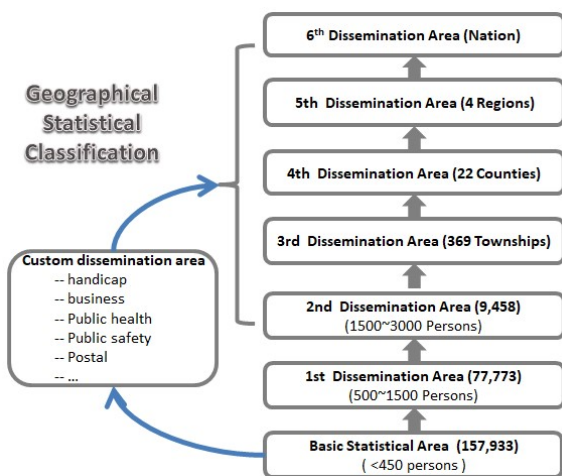 Geographical
Statistical
Classification
6th Dissemination Area (Nation)
5th Dissemination Area (4 Regions)
4th Dissemination Area (22 Counties)
3rd Dissemination Area (369 Townships)
2nd Dissemination Area (9,458)
(1500~3000 Persons)
1st Dissemination Area (77,773)
(500~1500 Persons)
Basic Statistical Area (157,933)
( <450 persons )
Custom dissemination area
-- handicap
-- business
-- Public health
-- Public safety
-- Postal
-- ...